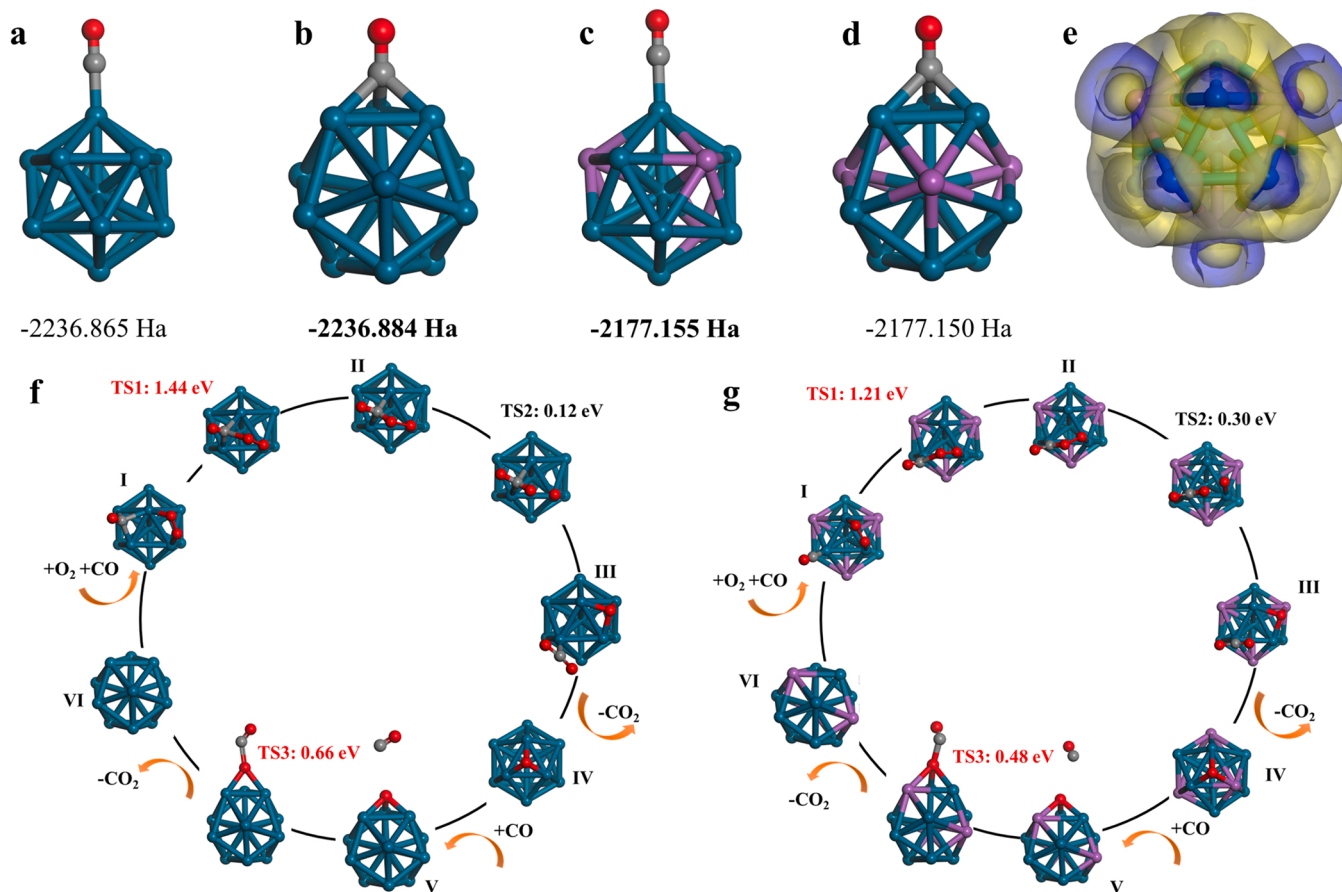 a
b
c
d
e
-2236.865 Ha
-2236.884 Ha
-2177.155 Ha
-2177.150 Ha
f
TS1: 1.44 eV
II
TS2: 0.12 eV
I
+O₂ +CO
III
-CO₂
IV
+CO
V
TS3: 0.66 eV
-CO₂
VI
g
TS1: 1.21 eV
II
TS2: 0.30 eV
I
+O₂ +CO
III
-CO₂
IV
+CO
V
TS3: 0.48 eV
-CO₂
VI